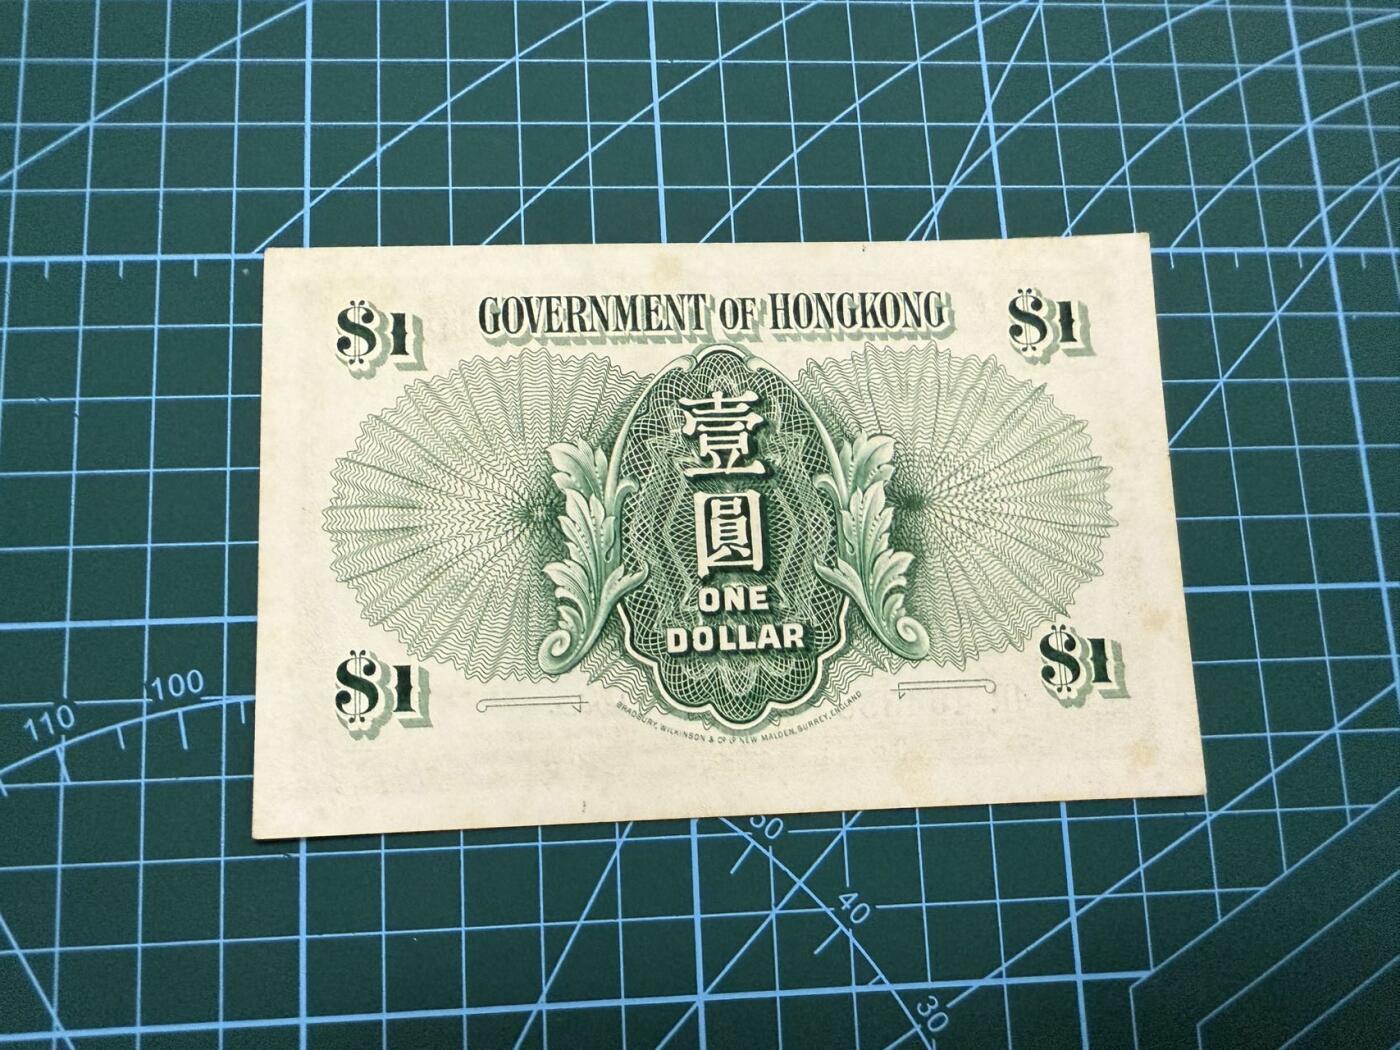 $1 GOVERNMENT OF HONGKONG $1
壹
圓
ONE
DOLLAR
$1 $1
BRADBURY, WILKINSON & Co Ld NEW MALDEN, SURREY, ENGLAND
110 100
50
40
30